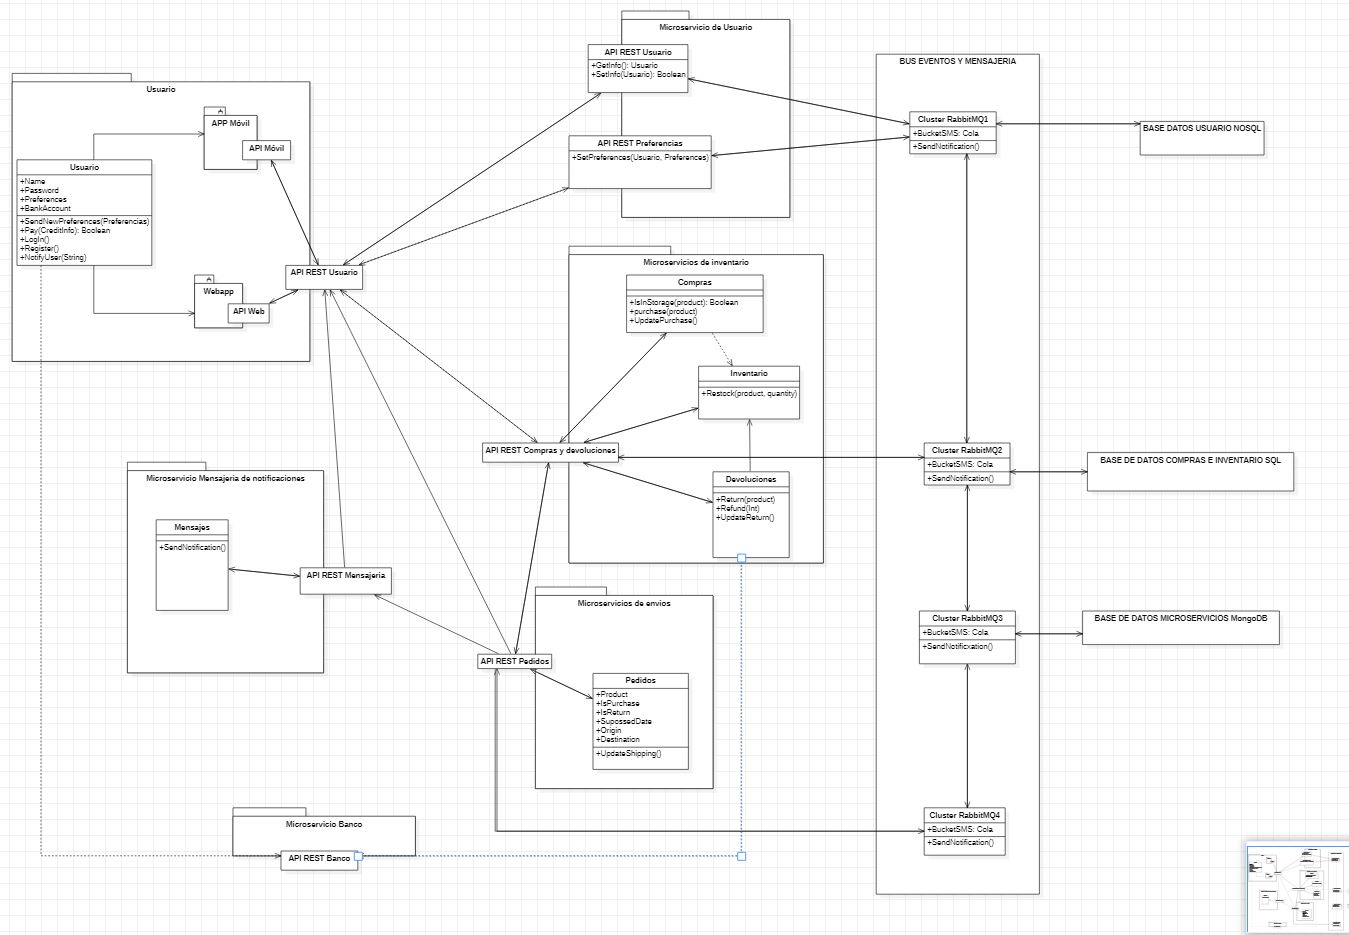 Usuario
APP Móvil
API Móvil
Usuario
+Name
+Password
+Preferences
+BankAccount
+SendNewPreferences(Preferencias)
+Pay(CreditInfo): Boolean
+LogIn()
+Register()
+NotifyUser(String)
Webapp
API Web
API REST Usuario
Microservicio de Usuario
API REST Usuario
+GetInfo(): Usuario
+SetInfo(Usuario): Boolean
API REST Preferencias
+SetPreferences(Usuario, Preferences)
Microservicios de inventario
Compras
+IsInStorage(product): Boolean
+purchase(product)
+UpdatePurchase()
Inventario
+Restock(product, quantity)
API REST Compras y devoluciones
Devoluciones
+Return(product)
+Refund(Int)
+UpdateReturn()
Microservicio Mensajeria de notificaciones
Mensajes
+SendNotification()
API REST Mensajeria
Microservicios de envios
API REST Pedidos
Pedidos
+Product
+IsPurchase
+IsReturn
+SupossedDate
+Origin
+Destination
+UpdateShipping()
Microservicio Banco
API REST Banco
BUS EVENTOS Y MENSAJERIA
Cluster RabbitMQ1
+BucketSMS: Cola
+SendNotification()
BASE DATOS USUARIO NOSQL
Cluster RabbitMQ2
+BucketSMS: Cola
+SendNotification()
BASE DE DATOS COMPRAS E INVENTARIO SQL
Cluster RabbitMQ3
+BucketSMS: Cola
+SendNotificxation()
BASE DE DATOS MICROSERVICIOS MongoDB
Cluster RabbitMQ4
+BucketSMS: Cola
+SendNotification()